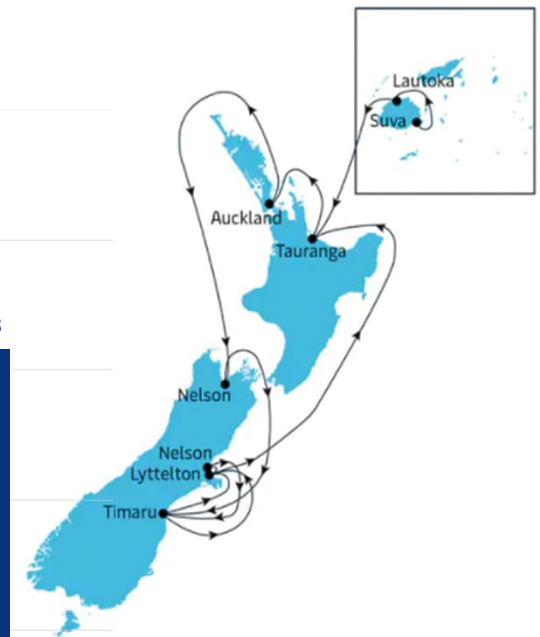 Lautoka
Suva
Auckland
Tauranga
Nelson
Nelson
Lyttelton
Timaru